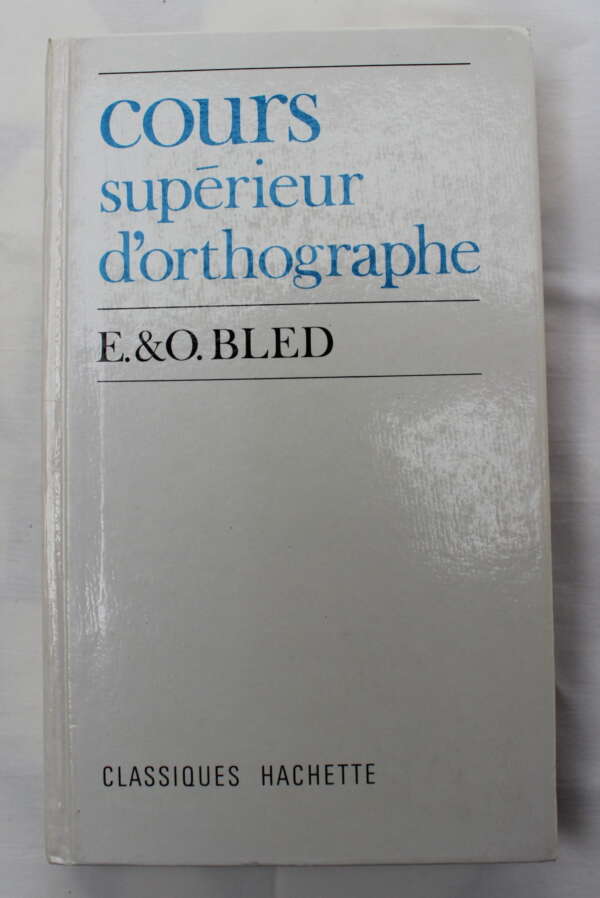 cours
supérieur
d'orthographe
E.&O. BLED
CLASSIQUES HACHETTE